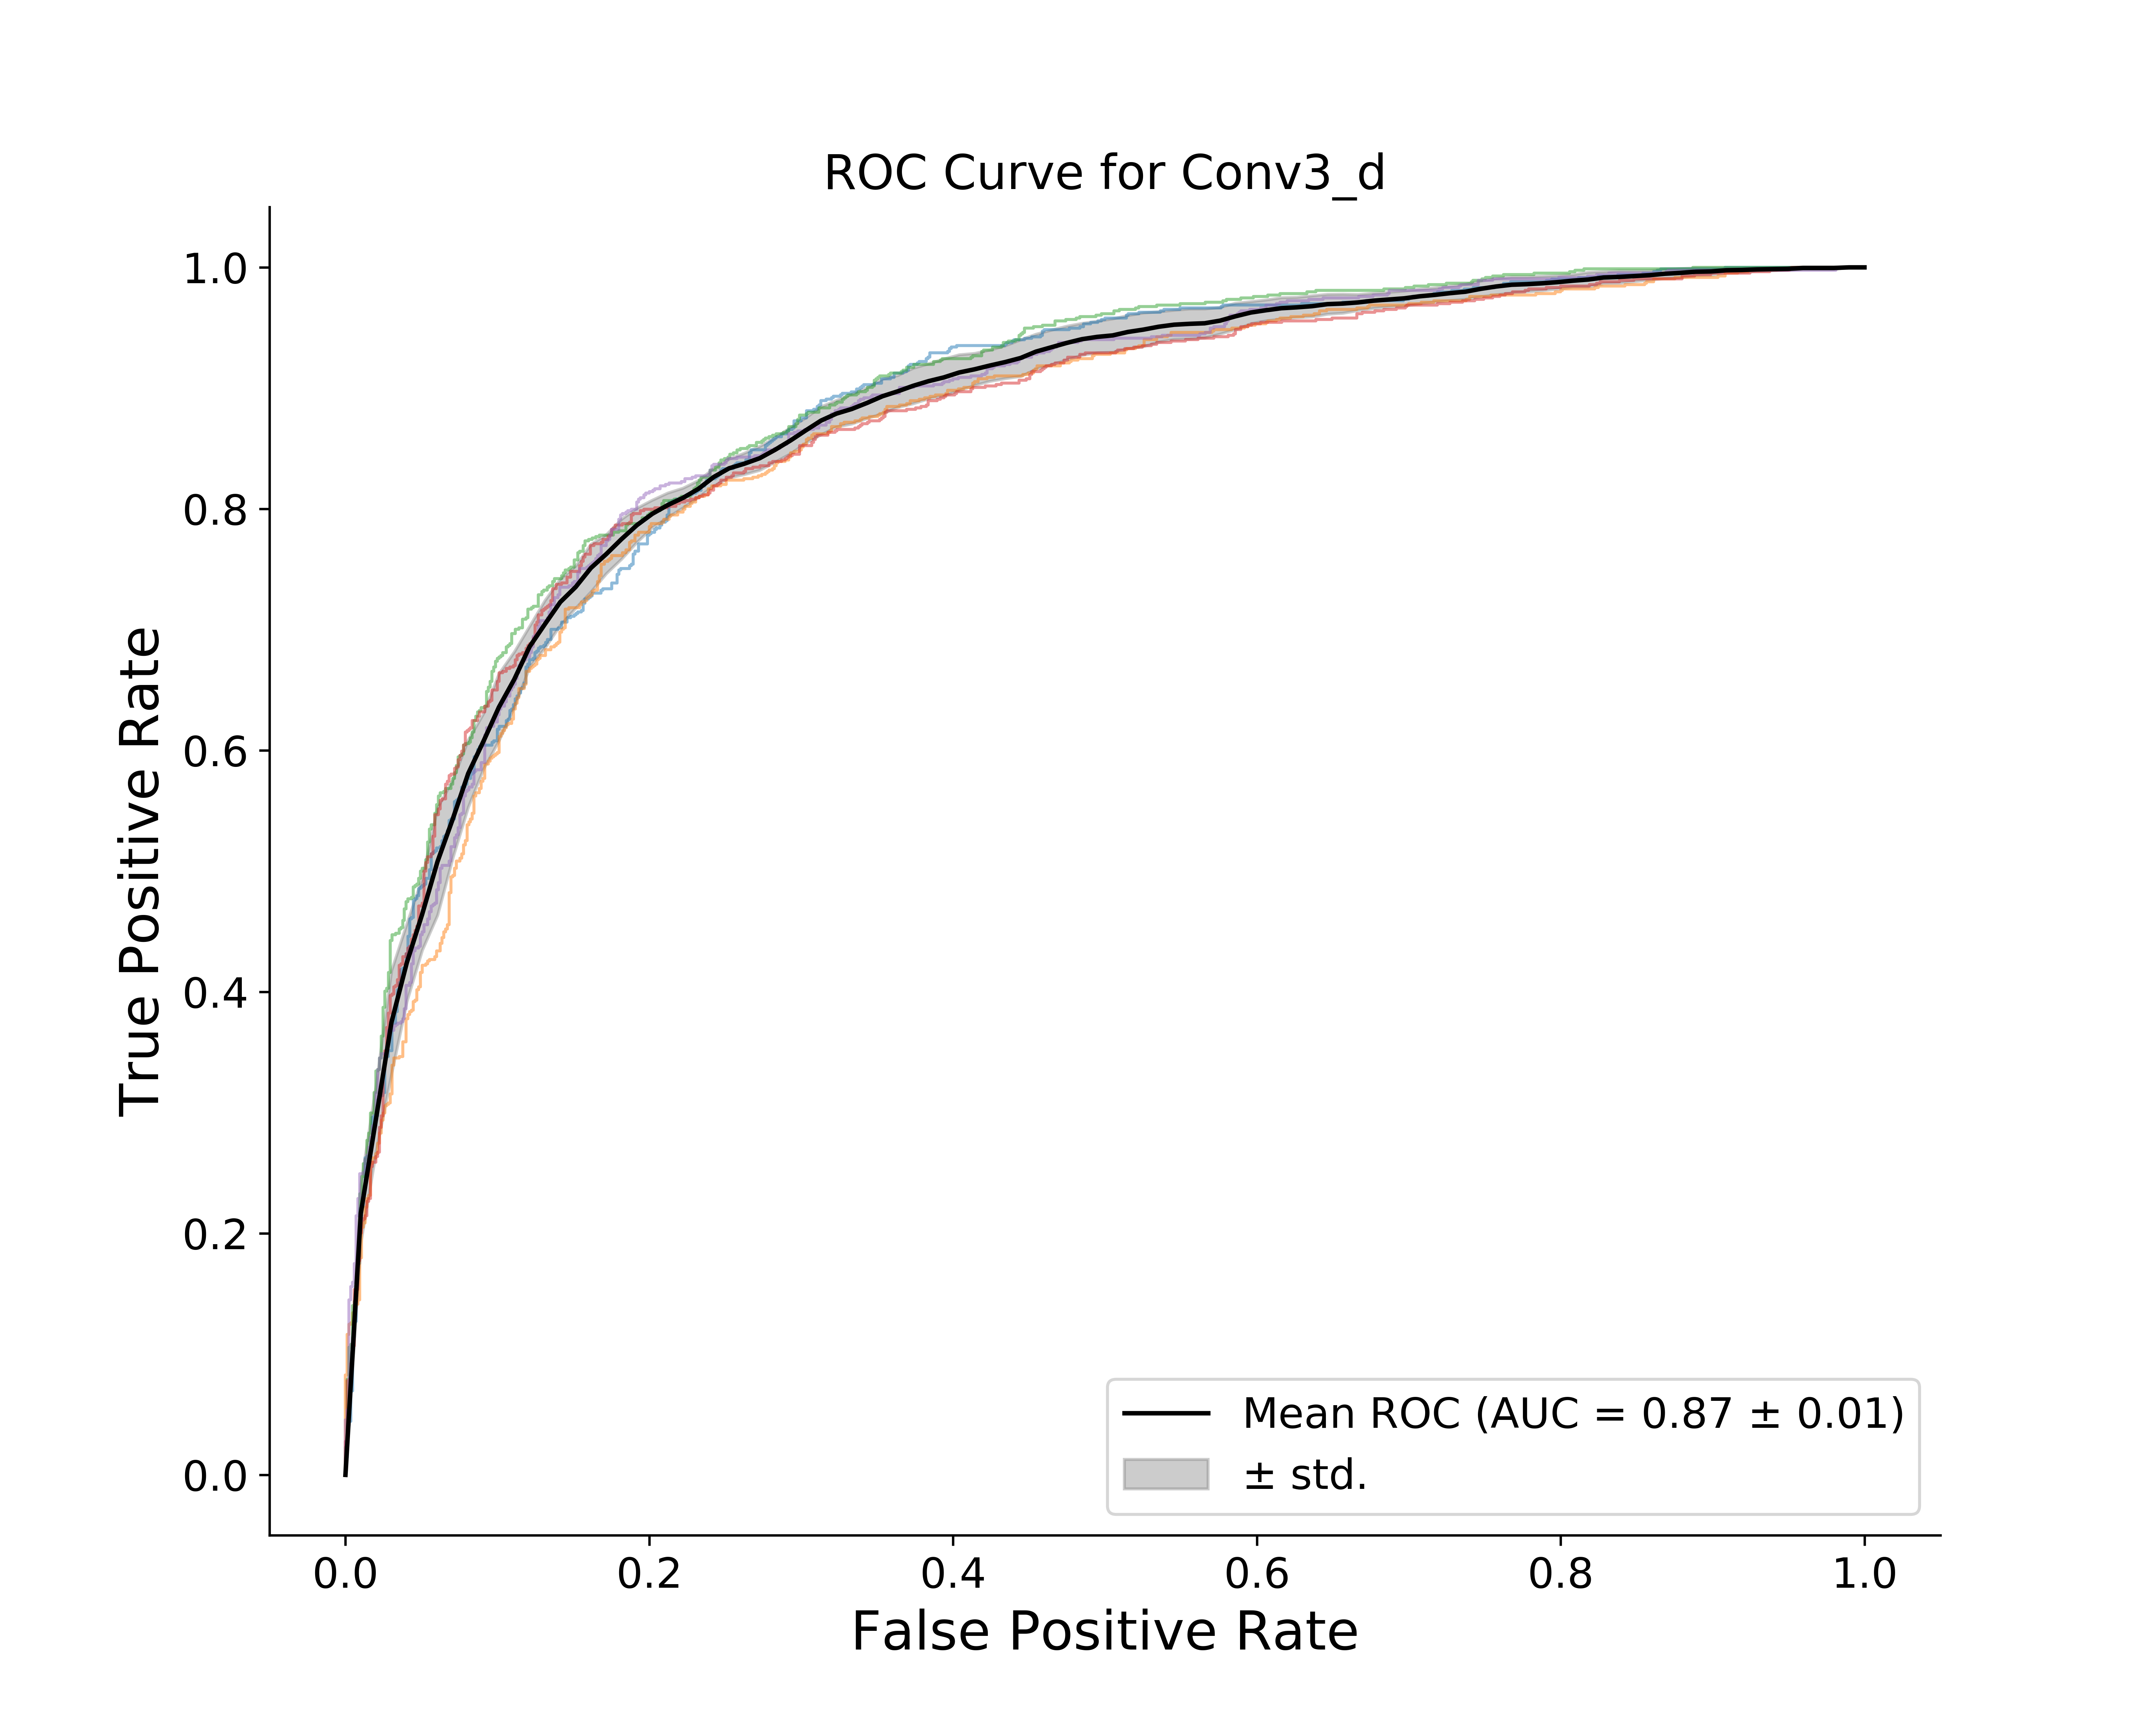 ROC Curve for Conv3_d
True Positive Rate
1.0
0.8
0.6
0.4
0.2
0.0
Mean ROC (AUC = 0.87 ± 0.01)
± std.
0.0 0.2 0.4 0.6 0.8 1.0
False Positive Rate